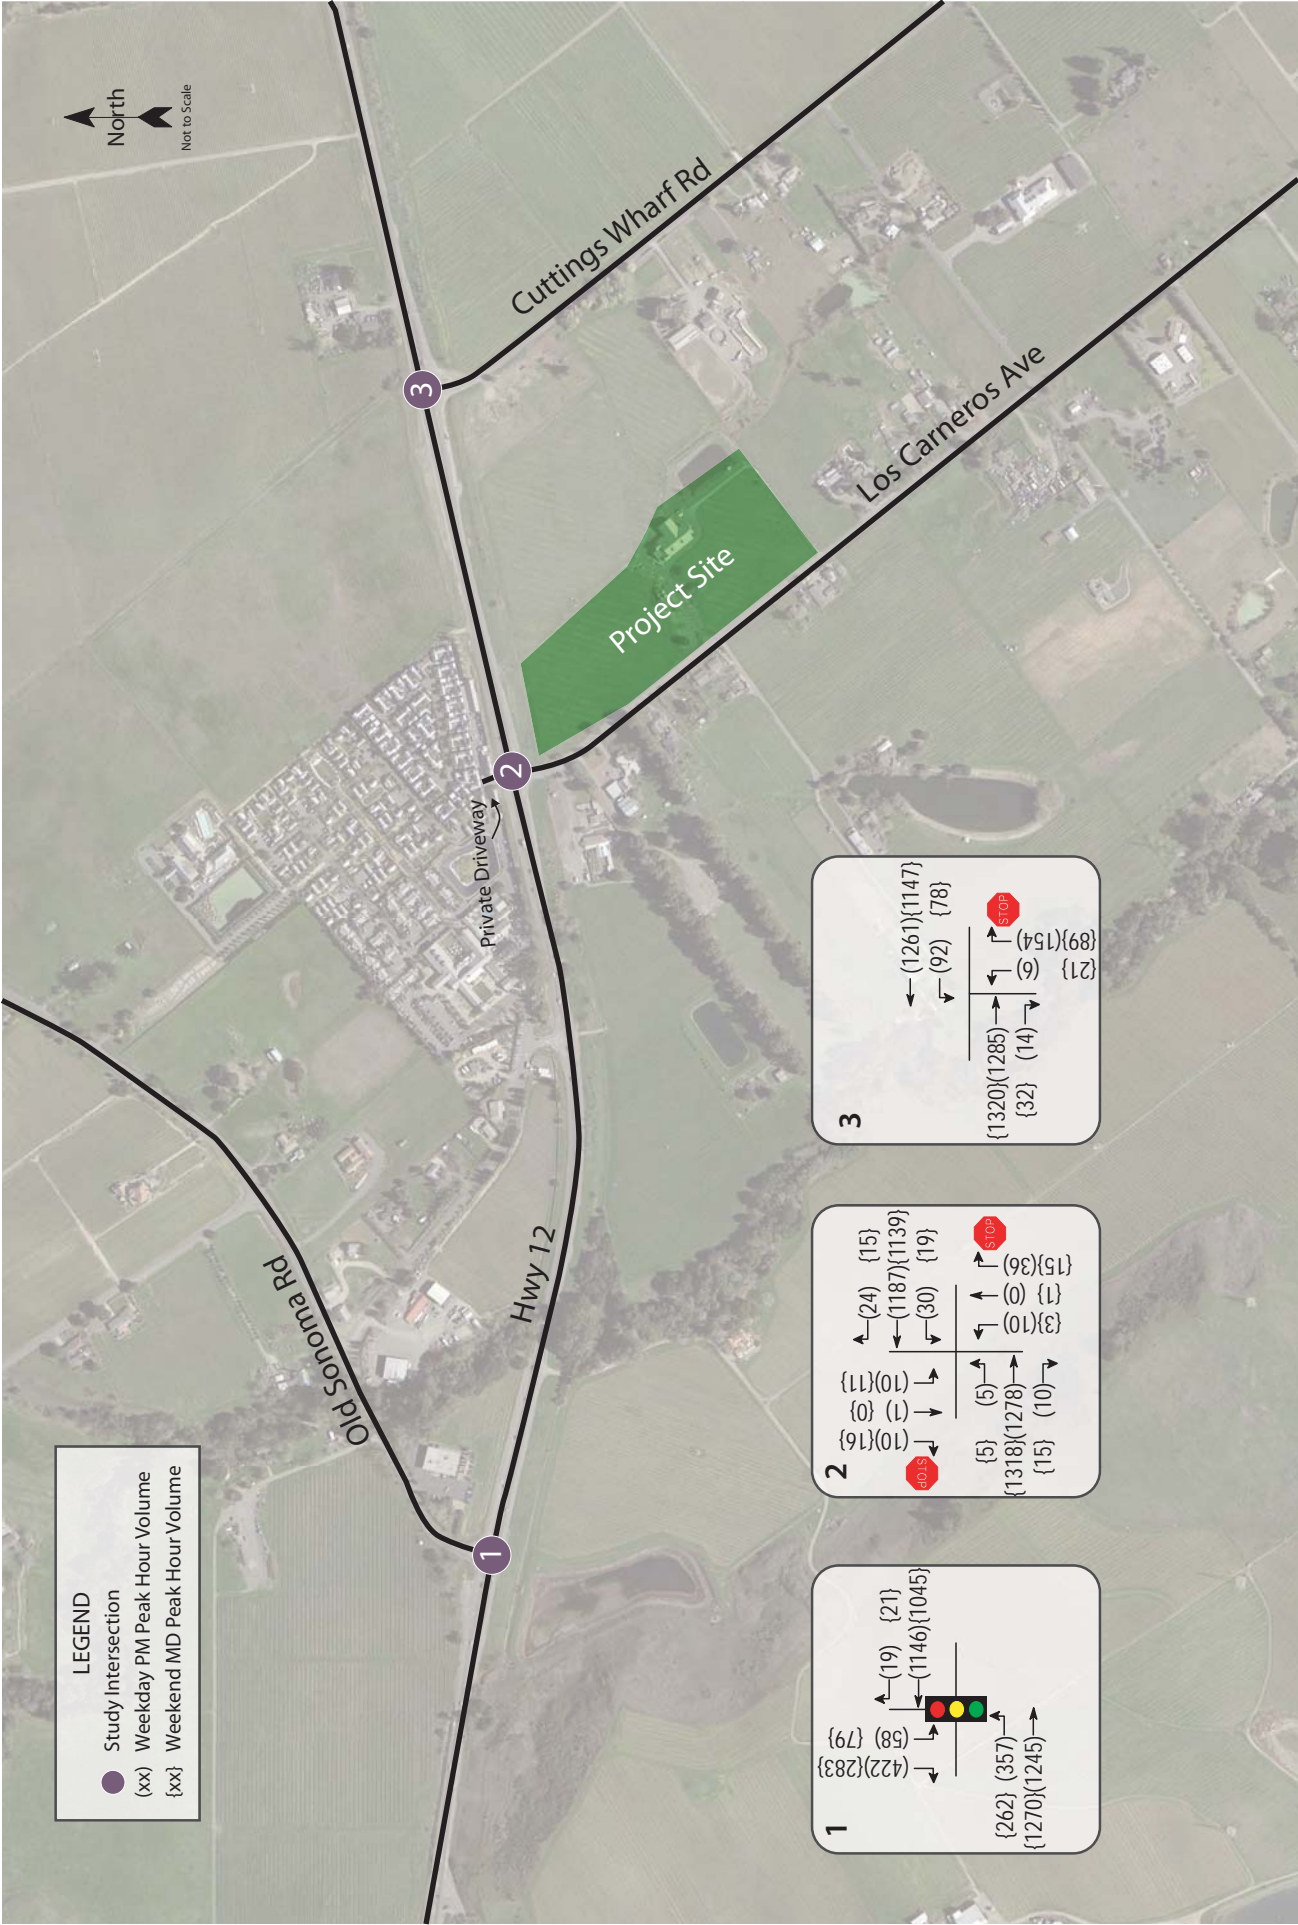 LEGEND
Study Intersection
(xx) Weekday PM Peak Hour Volume
{xx} Weekend MD Peak Hour Volume
North
Not to Scale
Old Sonoma Rd
Hwy 12
Private Driveway
Project Site
Cuttings Wharf Rd
Los Carneros Ave
1
2
3
1
(422){283}
(58) {79}
(19) {21}
(1146){1045}
{262} (357)
{1270}(1245)
2
STOP
(10){16}
(1) {0}
(10){11}
(24) {15}
(1187){1139}
(30) {19}
{5} (5)
{1318}(1278)
{15} (10)
{3}(10)
{1} (0)
{15}(36)
STOP
3
(1261){1147}
(92) {78}
{1320}(1285)
{32} (14)
{21} (6)
{89}(154)
STOP